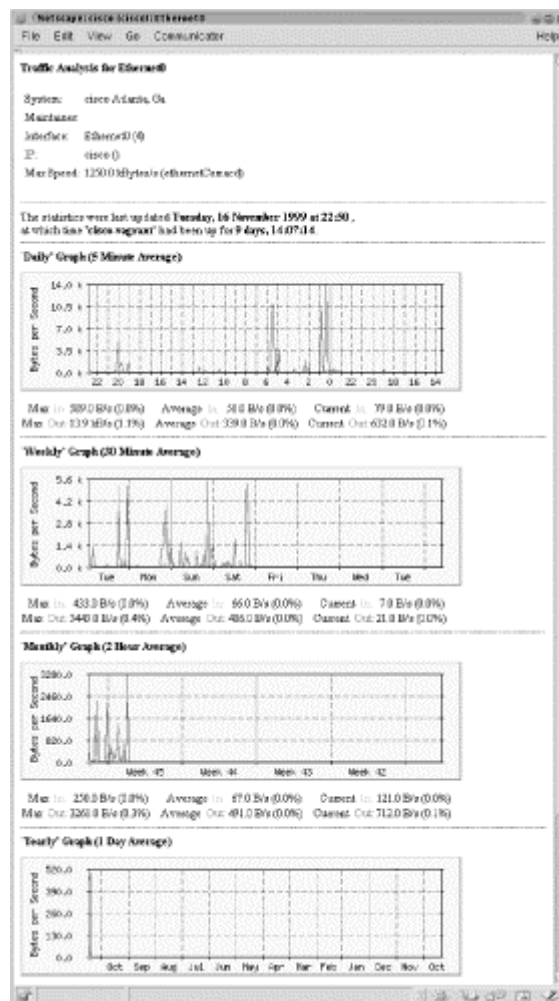 Netscape: cisco (cisco): Ethernet0
File Edit View Go Communicator Help
Traffic Analysis for Ethernet0
System: cisco Atlanta, Ga
Maintainer:
Interface: Ethernet0 (4)
IP: cisco ()
Max Speed: 1250.0 kBytes/s (ethernetCsmacd)
The statistics were last updated Tuesday, 16 November 1999 at 22:50 ,
at which time 'cisco vagrant' had been up for 9 days, 14:07:14.
'Daily' Graph (5 Minute Average)
Bytes per Second
14.0 k
10.5 k
7.0 k
3.5 k
0.0 k
22 20 18 16 14 12 10 8 6 4 2 0 22 20 18 16 14
Max In: 589.0 B/s (0.0%) Average In: 58.0 B/s (0.0%) Current In: 79.0 B/s (0.0%)
Max Out: 13.9 kB/s (1.1%) Average Out: 339.0 B/s (0.0%) Current Out: 632.0 B/s (0.1%)
'Weekly' Graph (30 Minute Average)
Bytes per Second
5.6 k
4.2 k
2.8 k
1.4 k
0.0 k
Tue Mon Sun Sat Fri Thu Wed Tue
Max In: 433.0 B/s (0.0%) Average In: 66.0 B/s (0.0%) Current In: 7.0 B/s (0.0%)
Max Out: B/s (0.4%) Average Out: 486.0 B/s (0.0%) Current Out: 21.0 B/s (0.0%)
'Monthly' Graph (2 Hour Average)
Bytes per Second
3280.0
2460.0
1640.0
820.0
0.0
Week 45 Week 44 Week 43 Week 42
Max In: 250.0 B/s (0.0%) Average In: 67.0 B/s (0.0%) Current In: 121.0 B/s (0.0%)
Max Out: B/s (0.3%) Average Out: 491.0 B/s (0.0%) Current Out: 712.0 B/s (0.1%)
'Yearly' Graph (1 Day Average)
Bytes per Second
520.0
390.0
260.0
130.0
0.0
Oct Sep Aug Jul Jun May Apr Mar Feb Jan Dec Nov Oct